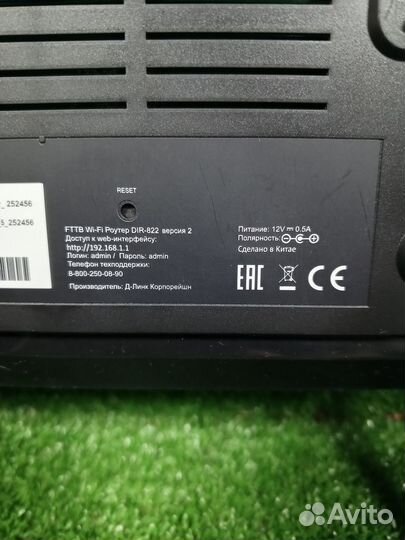 _ 252456
5_252456
RESET
FTTB Wi-Fi Роутер DIR-822 версия 2
Доступ к web-интерфейсу:
http://192.168.1.1
Логин: admin / Пароль: admin
Телефон техподдержки:
8-800-250-08-90
Производитель: Д-Линк Корпорейшн
Питание: 12V 0.5A
Полярность:
Сделано в Китае
EAC CE
Avito